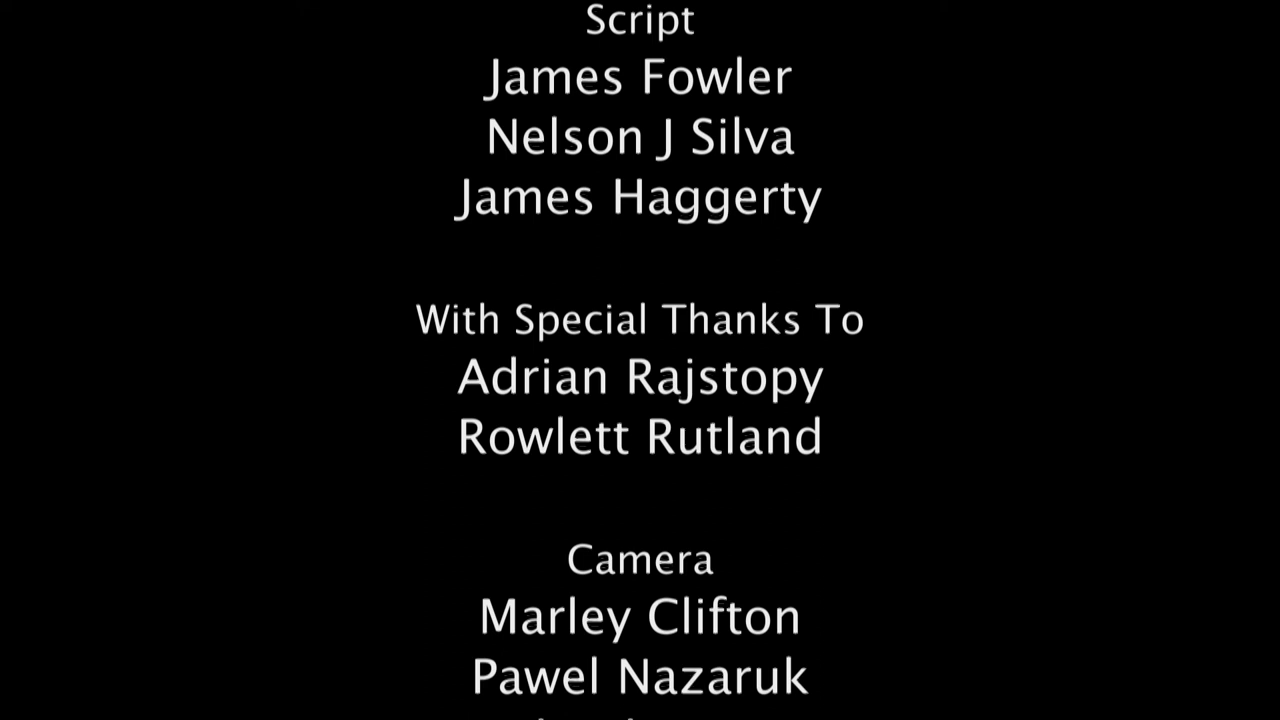 Script
James Fowler
Nelson J Silva
James Haggerty
With Special Thanks To
Adrian Rajstopy
Rowlett Rutland
Camera
Marley Clifton
Pawel Nazaruk